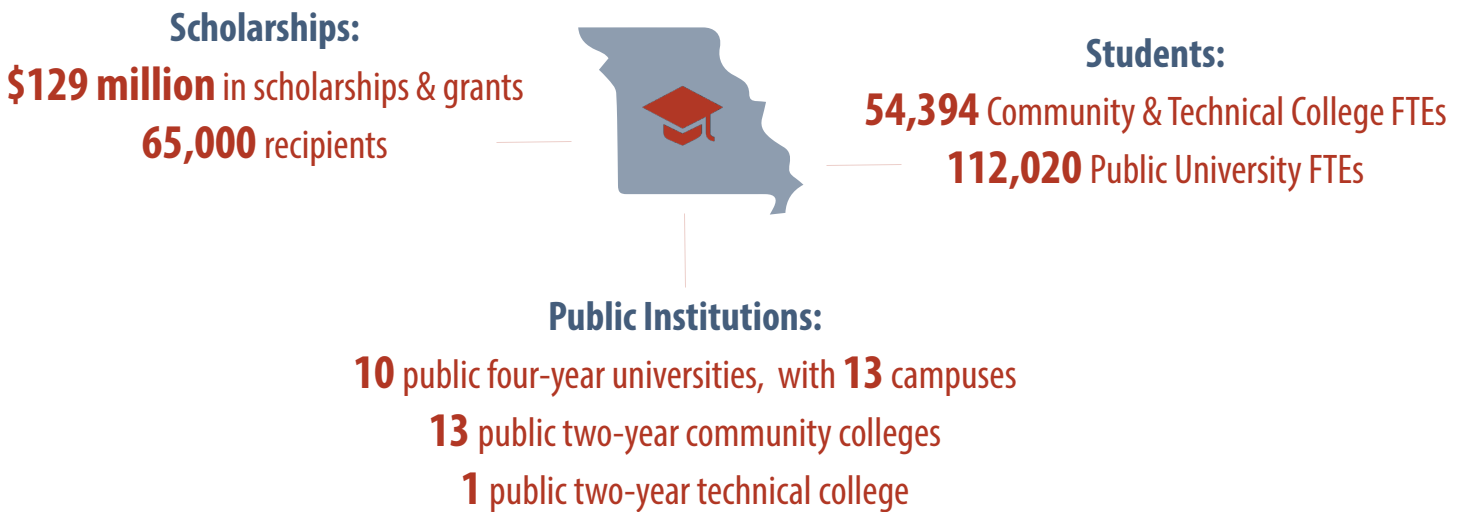 Scholarships:
$129 million in scholarships & grants
65,000 recipients
Students:
54,394 Community & Technical College FTEs
112,020 Public University FTEs
Public Institutions:
10 public four-year universities, with 13 campuses
13 public two-year community colleges
1 public two-year technical college